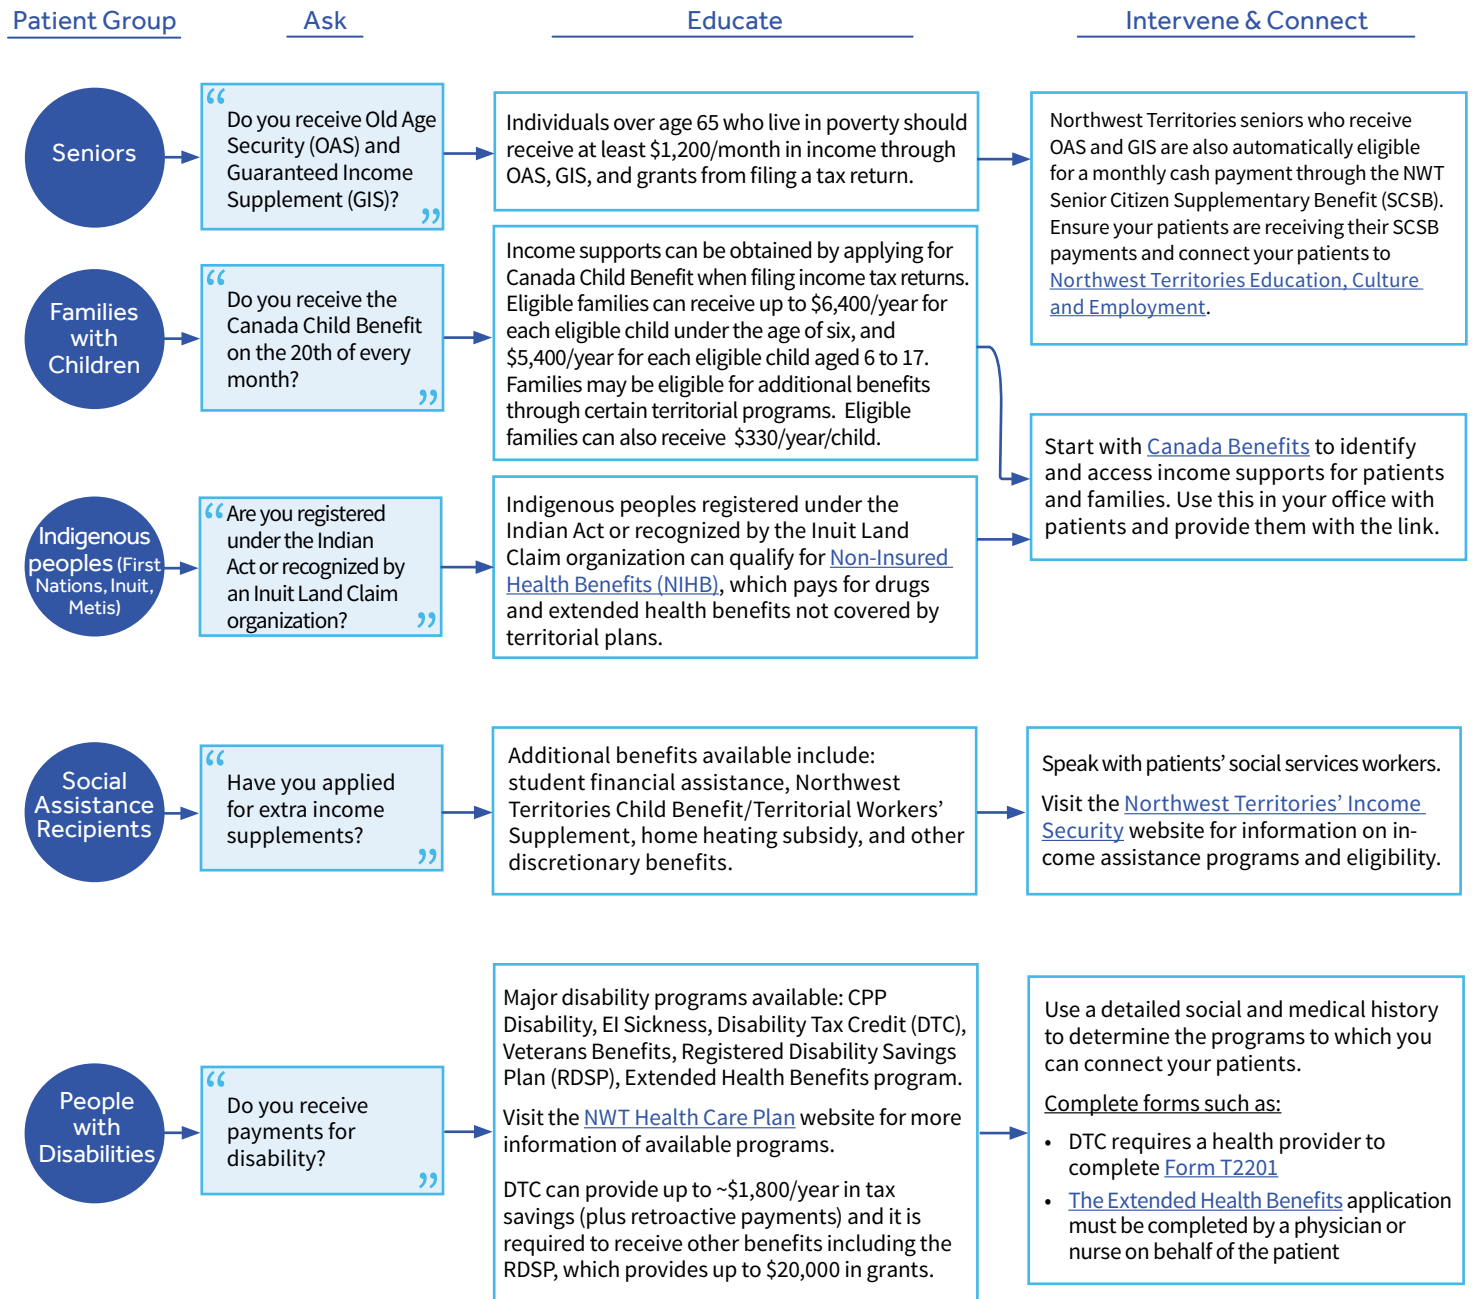 Patient Group
Ask
Educate
Intervene & Connect
Seniors
“
Do you receive Old Age
Security (OAS) and
Guaranteed Income
Supplement (GIS)?
”
Individuals over age 65 who live in poverty should
receive at least $1,200/month in income through
OAS, GIS, and grants from filing a tax return.
Northwest Territories seniors who receive
OAS and GIS are also automatically eligible
for a monthly cash payment through the NWT
Senior Citizen Supplementary Benefit (SCSB).
Ensure your patients are receiving their SCSB
payments and connect your patients to
Northwest Territories Education, Culture
and Employment.
Families
with
Children
“
Do you receive the
Canada Child Benefit
on the 20th of every
month?
”
Income supports can be obtained by applying for
Canada Child Benefit when filing income tax returns.
Eligible families can receive up to $6,400/year for
each eligible child under the age of six, and
$5,400/year for each eligible child aged 6 to 17.
Families may be eligible for additional benefits
through certain territorial programs. Eligible
families can also receive $330/year/child.
Start with Canada Benefits to identify
and access income supports for patients
and families. Use this in your office with
patients and provide them with the link.
Indigenous
peoples (First
Nations, Inuit,
Metis)
“Are you registered
under the Indian
Act or recognized by
an Inuit Land Claim
organization? ”
Indigenous peoples registered under the
Indian Act or recognized by the Inuit Land
Claim organization can qualify for Non-Insured
Health Benefits (NIHB), which pays for drugs
and extended health benefits not covered by
territorial plans.
Social
Assistance
Recipients
“
Have you applied
for extra income
supplements?
”
Additional benefits available include:
student financial assistance, Northwest
Territories Child Benefit/Territorial Workers’
Supplement, home heating subsidy, and other
discretionary benefits.
Speak with patients’ social services workers.
Visit the Northwest Territories’ Income
Security website for information on in-
come assistance programs and eligibility.
People
with
Disabilities
“
Do you receive
payments for
disability?
”
Major disability programs available: CPP
Disability, EI Sickness, Disability Tax Credit (DTC),
Veterans Benefits, Registered Disability Savings
Plan (RDSP), Extended Health Benefits program.
Visit the NWT Health Care Plan website for more
information of available programs.
DTC can provide up to ~$1,800/year in tax
savings (plus retroactive payments) and it is
required to receive other benefits including the
RDSP, which provides up to $20,000 in grants.
Use a detailed social and medical history
to determine the programs to which you
can connect your patients.
Complete forms such as:
• DTC requires a health provider to
complete Form T2201
• The Extended Health Benefits application
must be completed by a physician or
nurse on behalf of the patient